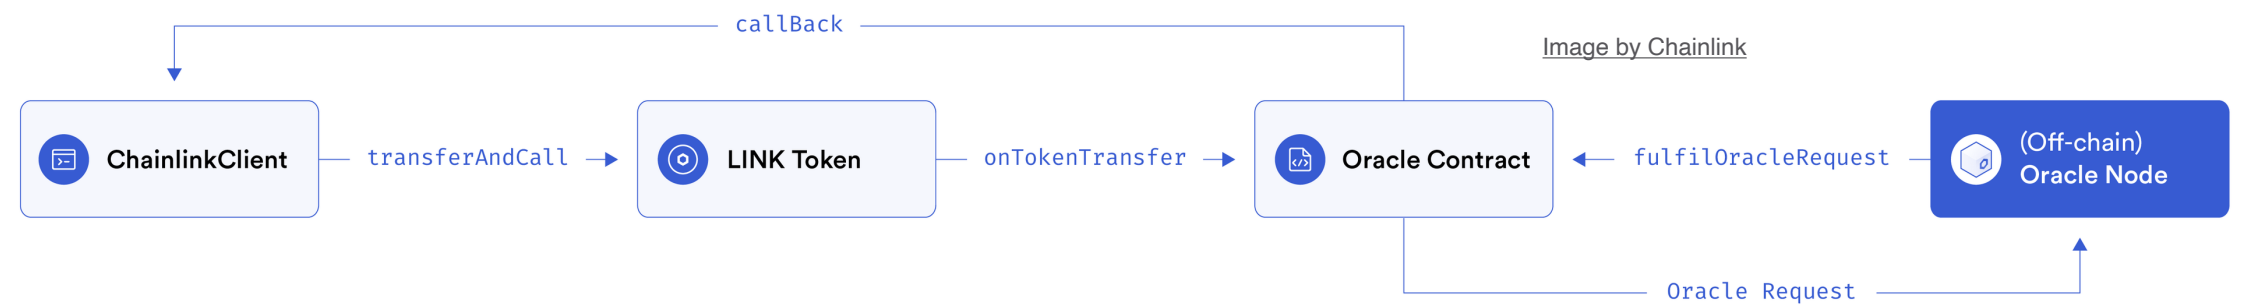 callBack
Image by Chainlink
ChainlinkClient
transferAndCall
LINK Token
onTokenTransfer
Oracle Contract
fulfilOracleRequest
(Off-chain)
Oracle Node
Oracle Request